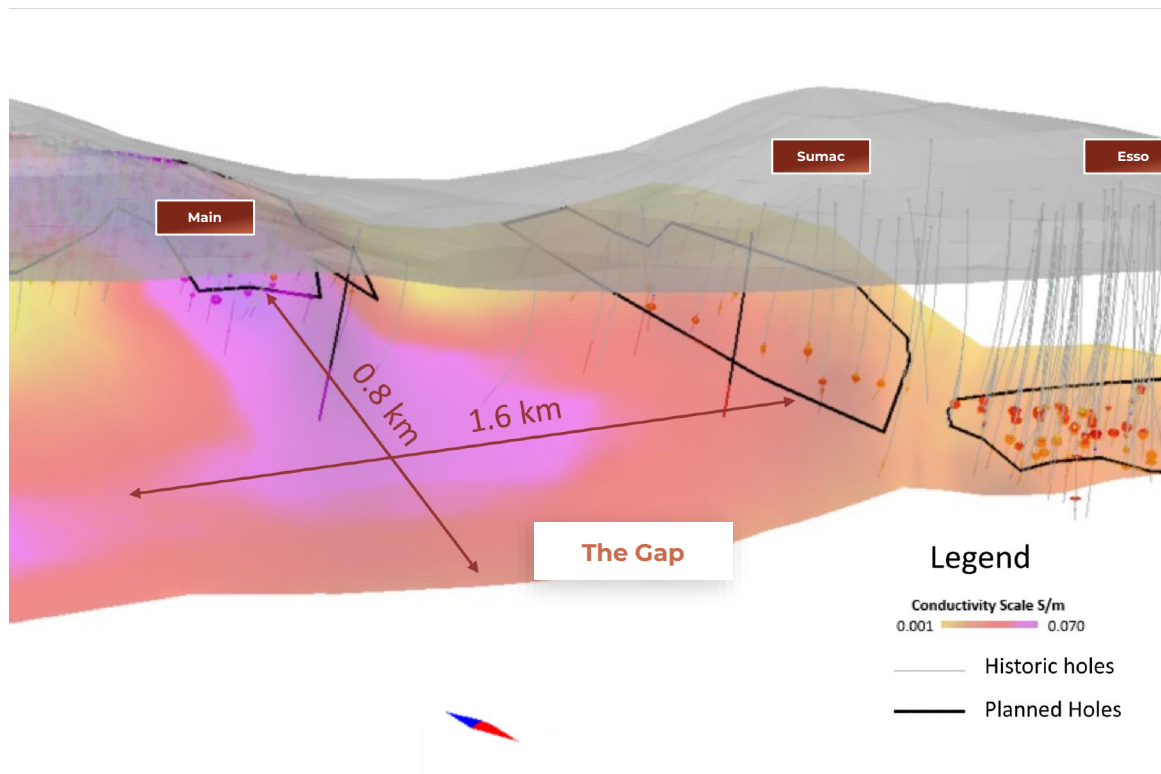 Sumac
Esso
Main
0.8 km
1.6 km
The Gap
Legend
Conductivity Scale S/m
0.001
0.070
Historic holes
Planned Holes